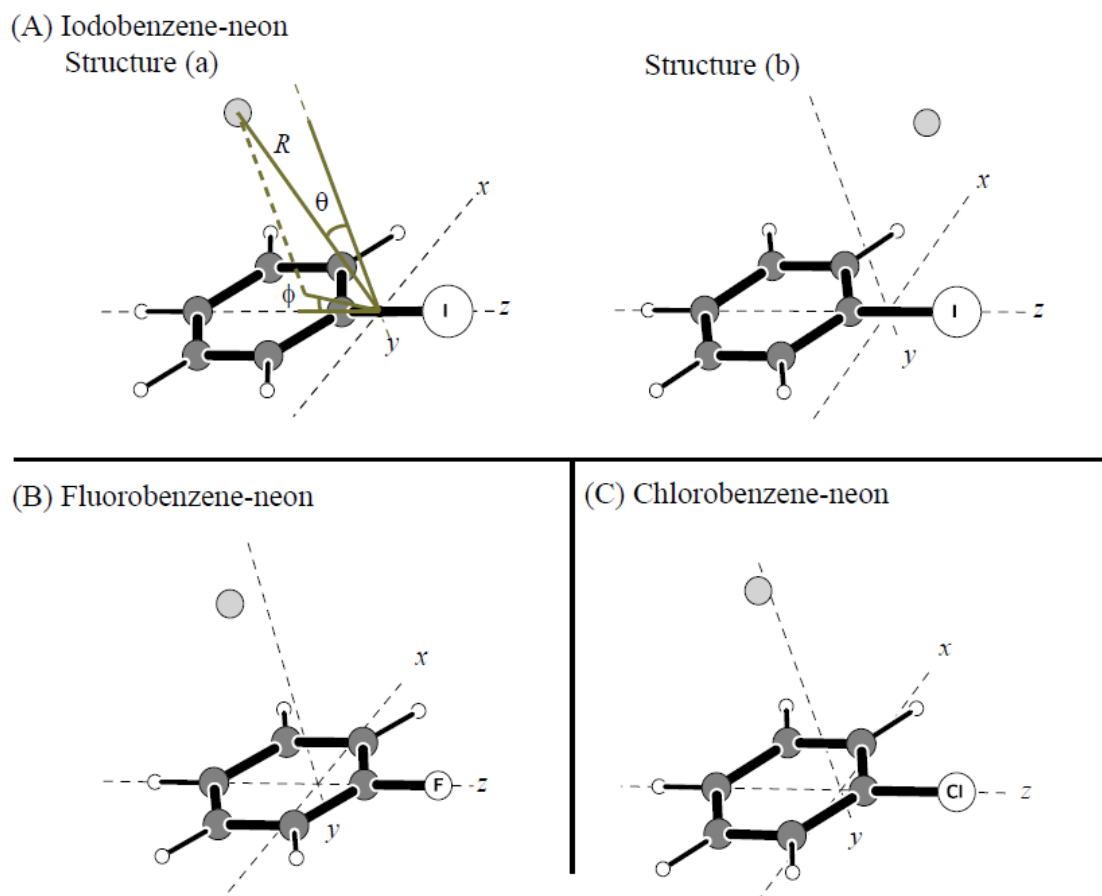 (A) Iodobenzene-neon
Structure (a)
Structure (b)
R
θ
x
x
ϕ
I
z
y
I
z
y
(B) Fluorobenzene-neon
(C) Chlorobenzene-neon
x
x
F
z
y
Cl
z
y